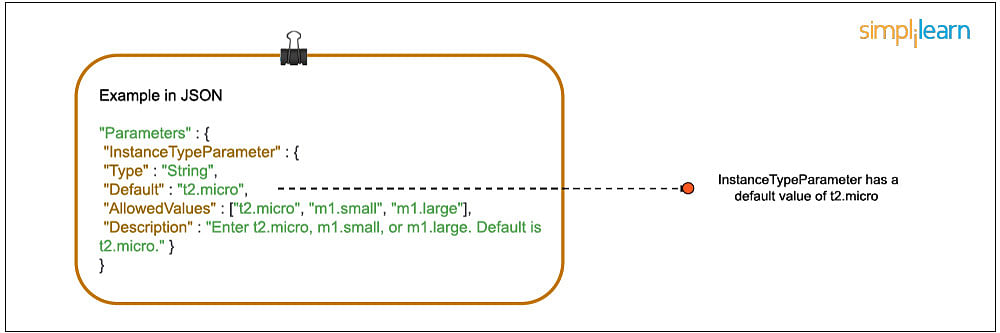 simplilearn
Example in JSON
"Parameters" : {
"InstanceTypeParameter" : {
"Type" : "String",
"Default" : "t2.micro",
"AllowedValues" : ["t2.micro", "m1.small", "m1.large"],
"Description" : "Enter t2.micro, m1.small, or m1.large. Default is
t2.micro." }
}
InstanceTypeParameter has a
default value of t2.micro